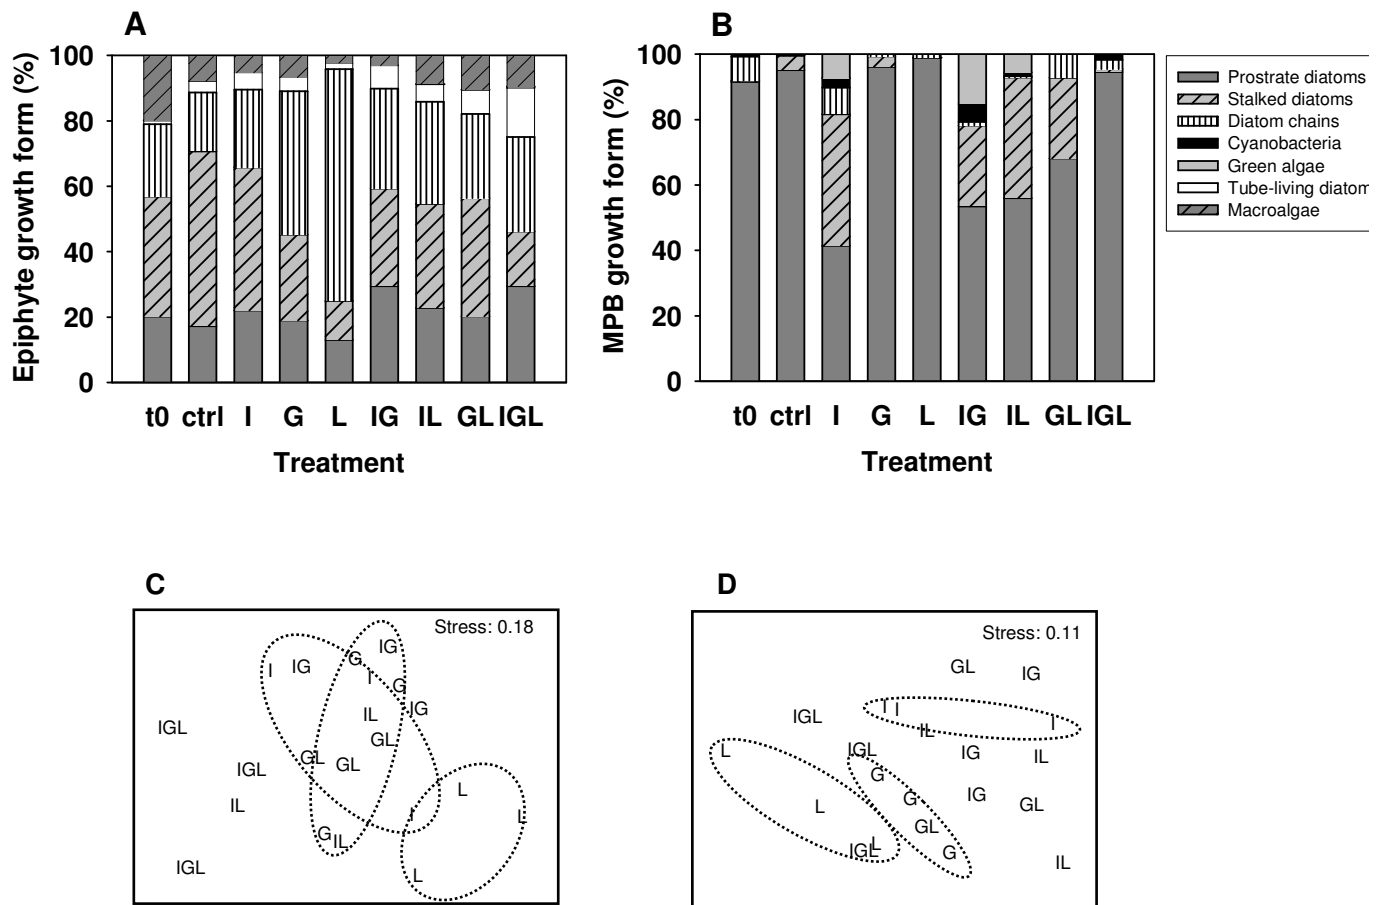 A
Epiphyte growth form (%)
100
80
60
40
20
0
t0 ctrl I G L IG IL GL IGL
Treatment
B
MPB growth form (%)
100
80
60
40
20
0
t0 ctrl I G L IG IL GL IGL
Treatment
Prostrate diatoms
Stalked diatoms
Diatom chains
Cyanobacteria
Green algae
Tube-living diatom
Macroalgae
C
Stress: 0.18
IG
G
I IG
I
G
IL IG
IGL
GL
GL GL
IGL
L
IL
I L
G IL
IGL
L
D
Stress: 0.11
GL IG
I I
IGL
I
IL
L IGL IG IL
G
G IG
L GL
GL
IGL L G
IL